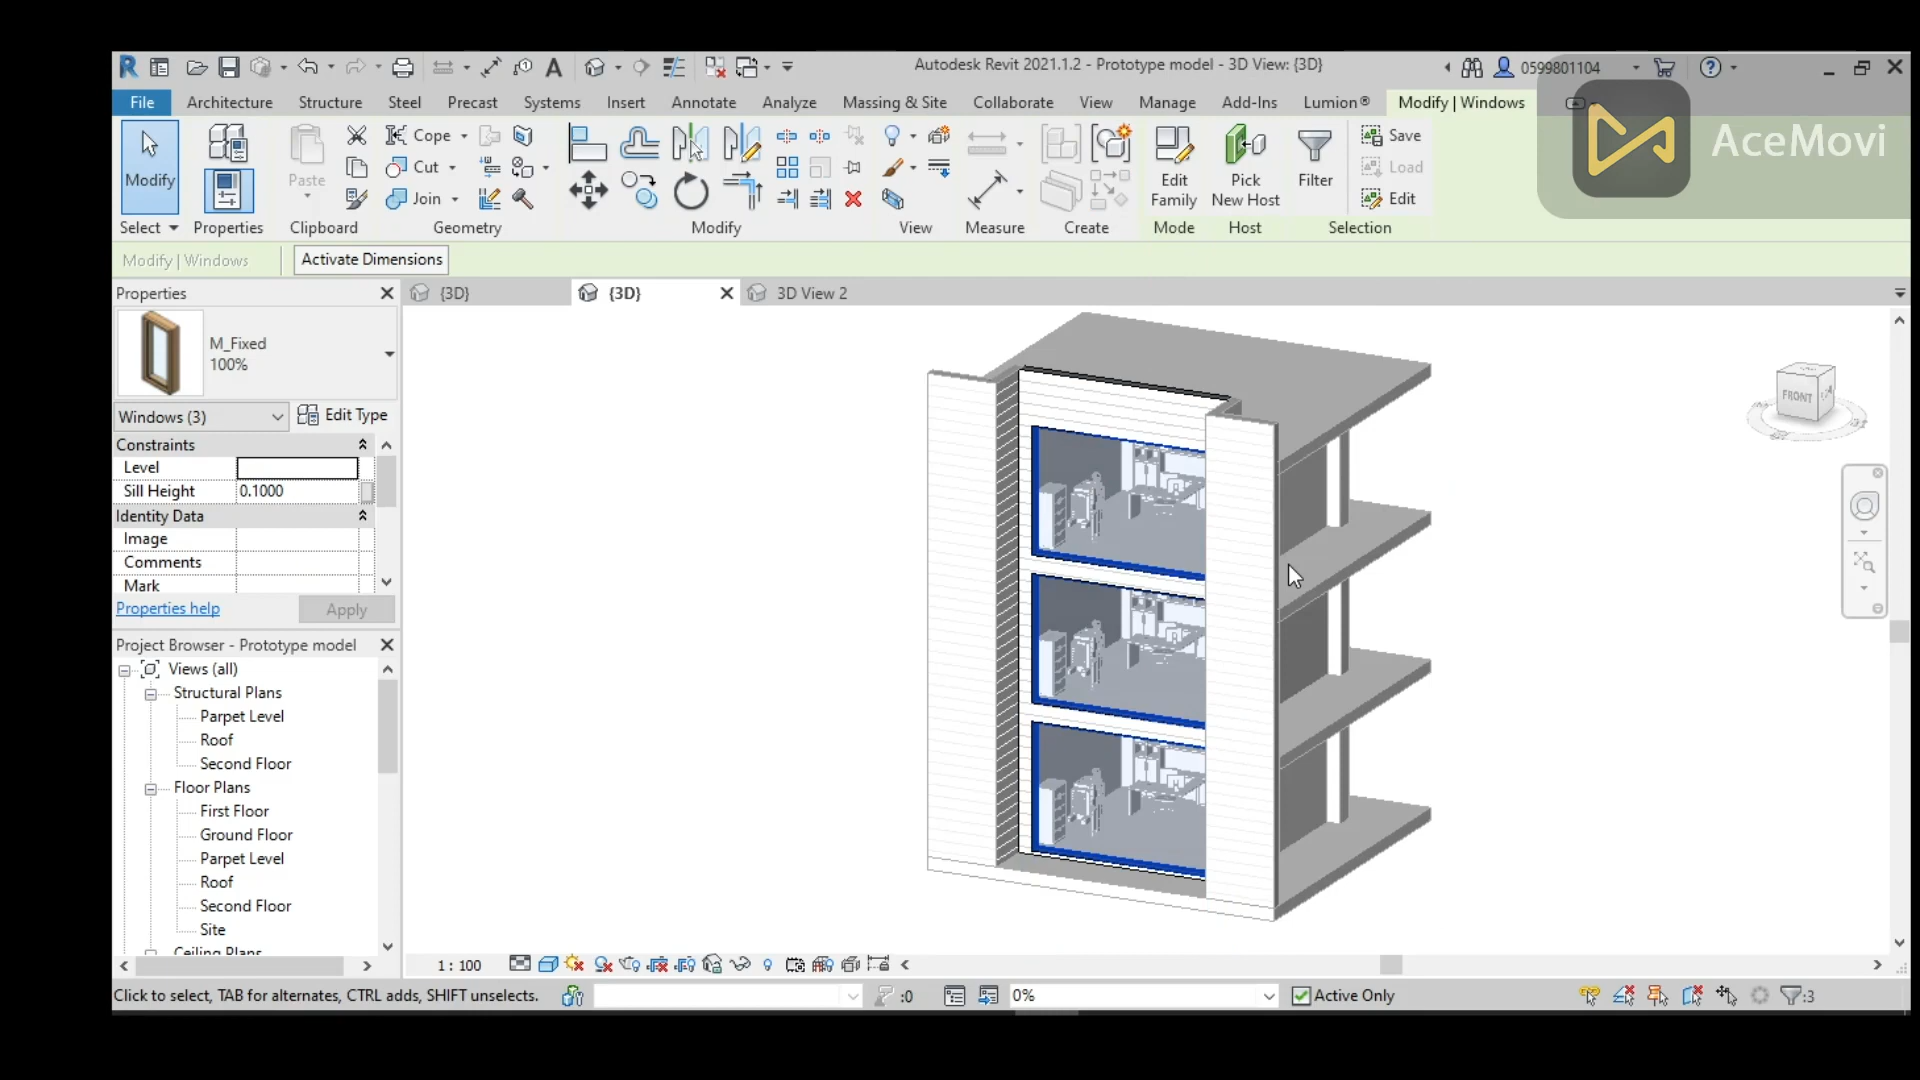 Autodesk Revit 2021.1.2 - Prototype model - 3D View: {3D}
0599801104
File Architecture Structure Steel Precast Systems Insert Annotate Analyze Massing & Site Collaborate View Manage Add-Ins Lumion® Modify | Windows
AceMovi
Modify
Paste
Cope
Cut
Join
Edit Family
Pick New Host
Filter
Save
Load
Edit
Select Properties Clipboard Geometry Modify View Measure Create Mode Host Selection
Modify | Windows Activate Dimensions
Properties
{3D} {3D} 3D View 2
M_Fixed
100%
Windows (3) Edit Type
Constraints
Level
Sill Height 0.1000
Identity Data
Image
Comments
Mark
Properties help Apply
FRONT
Project Browser - Prototype model
Views (all)
Structural Plans
Parpet Level
Roof
Second Floor
Floor Plans
First Floor
Ground Floor
Parpet Level
Roof
Second Floor
Site
Ceiling Plans
1 : 100
Click to select, TAB for alternates, CTRL adds, SHIFT unselects. :0 0% Active Only :3